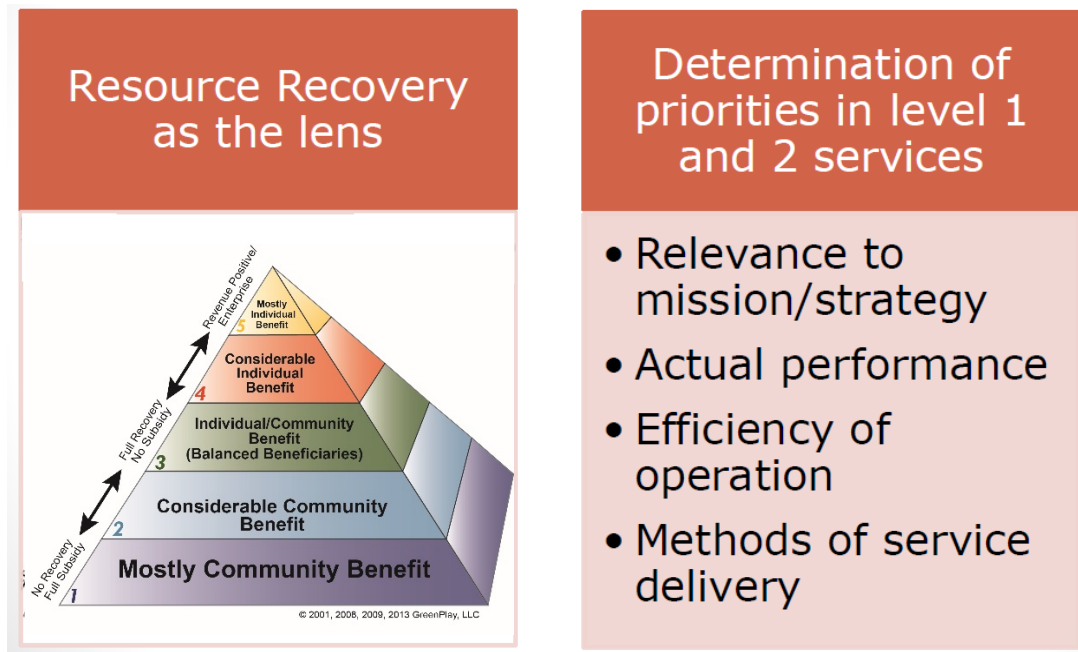 Resource Recovery
as the lens
Revenue Positive/
Enterprise
5
Mostly
Individual
Benefit
4
Considerable
Individual
Benefit
Full Recovery
No Subsidy
3
Individual/Community
Benefit
(Balanced Beneficiaries)
2
Considerable Community
Benefit
No Recovery
Full Subsidy
1
Mostly Community Benefit
© 2001, 2008, 2009, 2013 GreenPlay, LLC
Determination of
priorities in level 1
and 2 services
• Relevance to
mission/strategy
• Actual performance
• Efficiency of
operation
• Methods of service
delivery